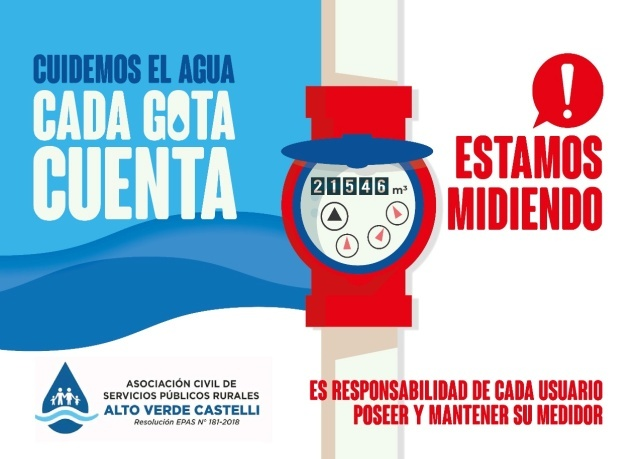 CUIDEMOS EL AGUA
CADA GOTA
CUENTA
!
ESTAMOS
MIDIENDO
21546 m³
ASOCIACIÓN CIVIL DE
SERVICIOS PÚBLICOS RURALES
ALTO VERDE CASTELLI
Resolución EPAS N° 181-2018
ES RESPONSABILIDAD DE CADA USUARIO
POSEER Y MANTENER SU MEDIDOR